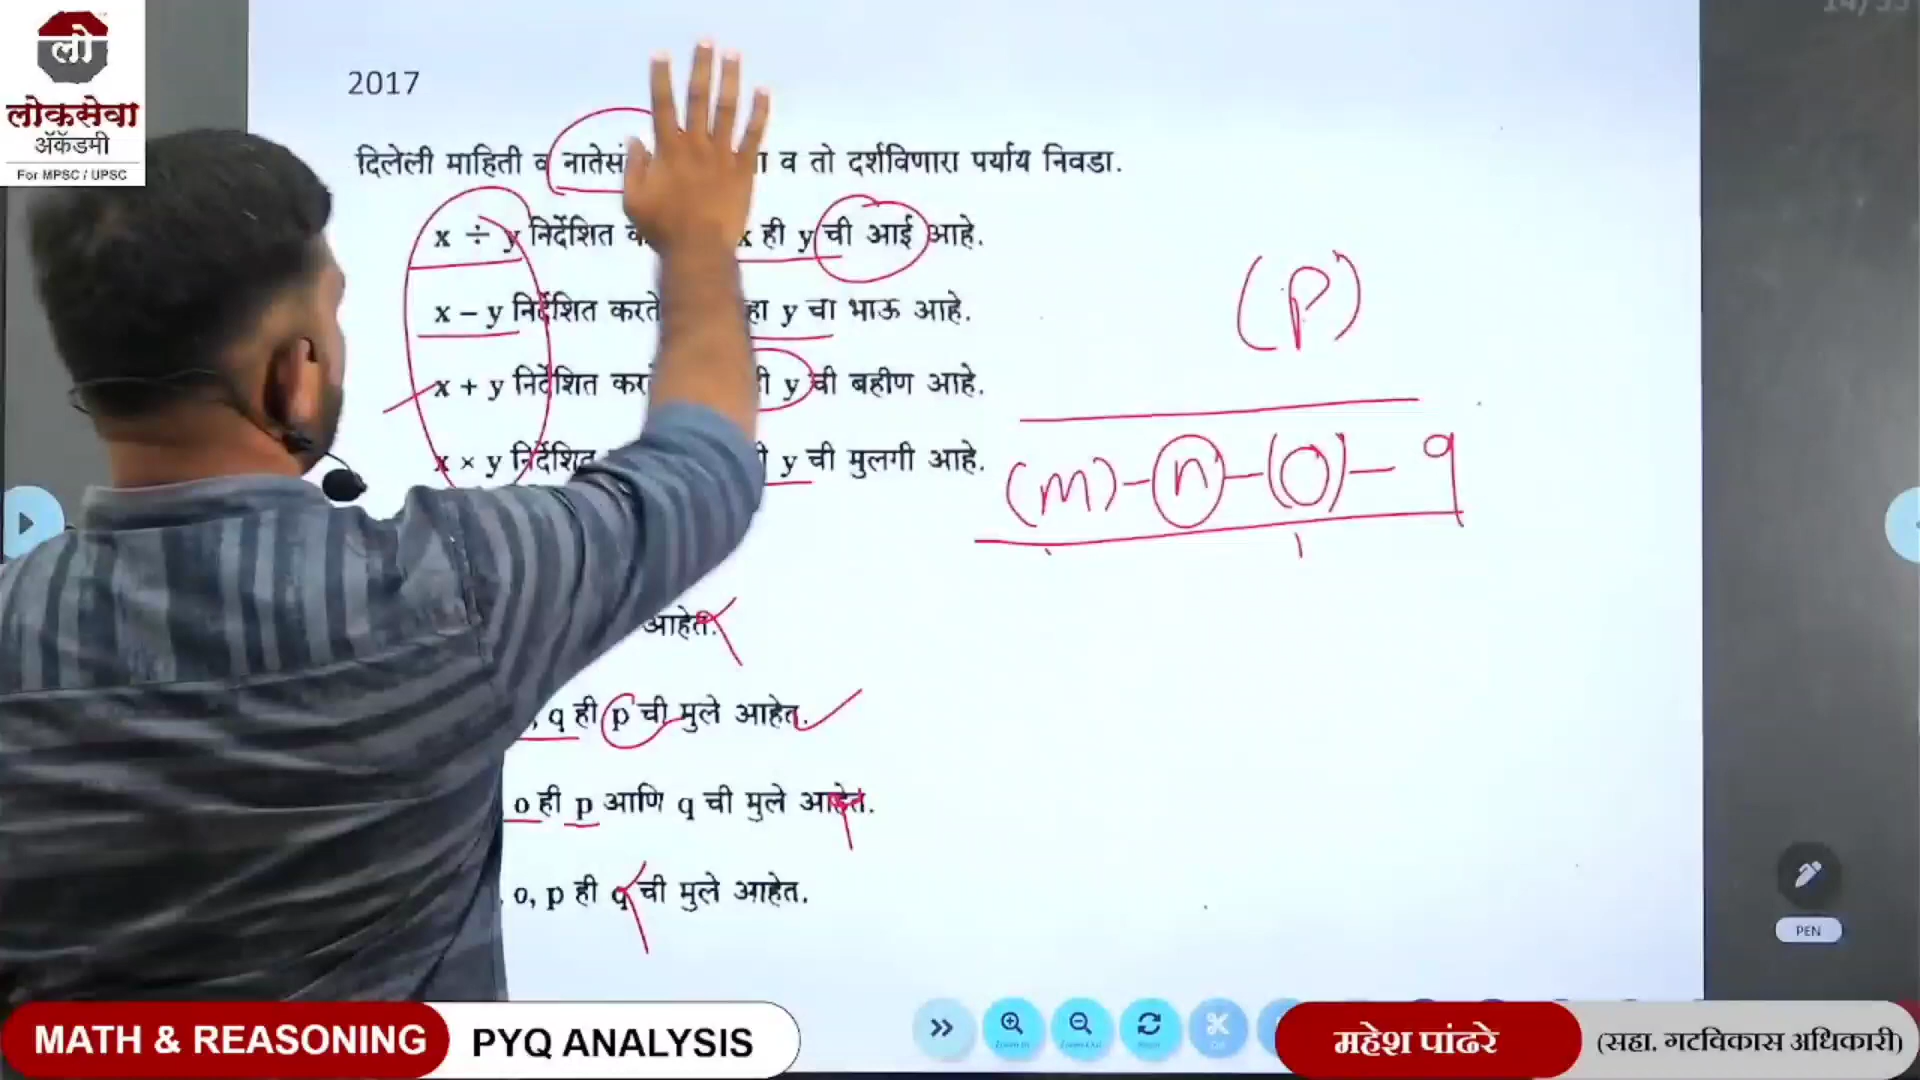 लो
लोकसेवा
ॲकॅडमी
For MPSC / UPSC
2017
दिलेली माहिती व व तो दर्शविणारा पर्याय निवडा.
x ÷ y निर्देशित x ही y ची आई आहे.
x – y निर्देशित करते y चा भाऊ आहे.
x + y निर्देशित y ची बहीण आहे.
x × y निर्देशित y ची मुलगी आहे.
(p)
(m) - n - (o) - q
आहेत.
q ही p ची मुले आहेत.
o ही p आणि q ची मुले आहेत.
o, p ही q ची मुले आहेत.
PEN
MATH & REASONING
PYQ ANALYSIS
महेश पांढरे
(सहा. गटविकास अधिकारी)